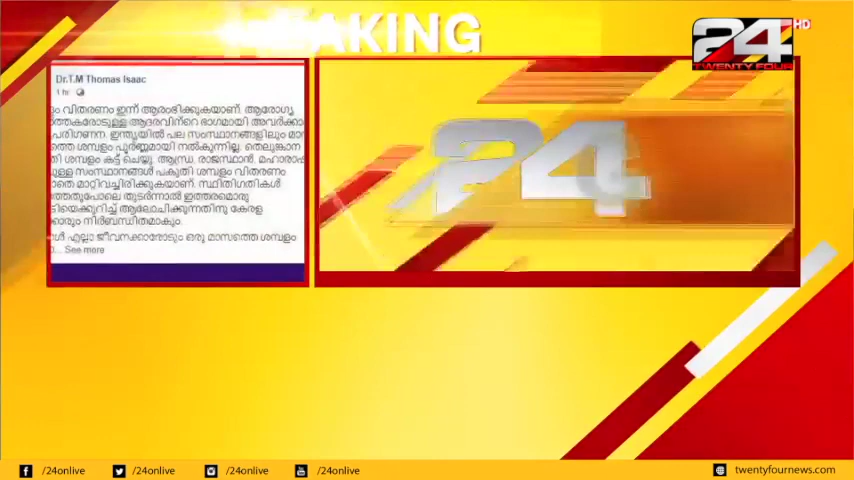 BREAKING
24 HD
TWENTY FOUR
Dr.T.M Thomas Isaac
1 hr
വിതരണം ഇന്ന് ആരംഭിക്കുകയാണ്. ആരോഗ്യ
ആദരവിന്റെ ഭാഗമായി അവർക്കാ
പരിഗണന. ഇന്ത്യയിൽ പല സംസ്ഥാനങ്ങളിലും മാ
ശമ്പളം പൂർണ്ണമായി നൽകുന്നില്ല. തെലുങ്കാന
ശമ്പളം കട്ട് ചെയ്തു. ആന്ധ്ര, രാജസ്ഥാൻ, മഹാരാഷ്
സംസ്ഥാനങ്ങൾ പകുതി ശമ്പളം വിതരണം
മാറ്റിവച്ചിരിക്കുകയാണ്. സ്ഥിതിഗതികൾ
തുടർന്നാൽ ഇത്തരമൊരു
ആലോചിക്കുന്നതിനു കേരള
നിർബന്ധിതമാകും.
എല്ലാ ജീവനക്കാരോടും ഒരു മാസത്തെ ശമ്പളം
... See more
24
/24onlive /24onlive /24onlive /24onlive twentyfournews.com